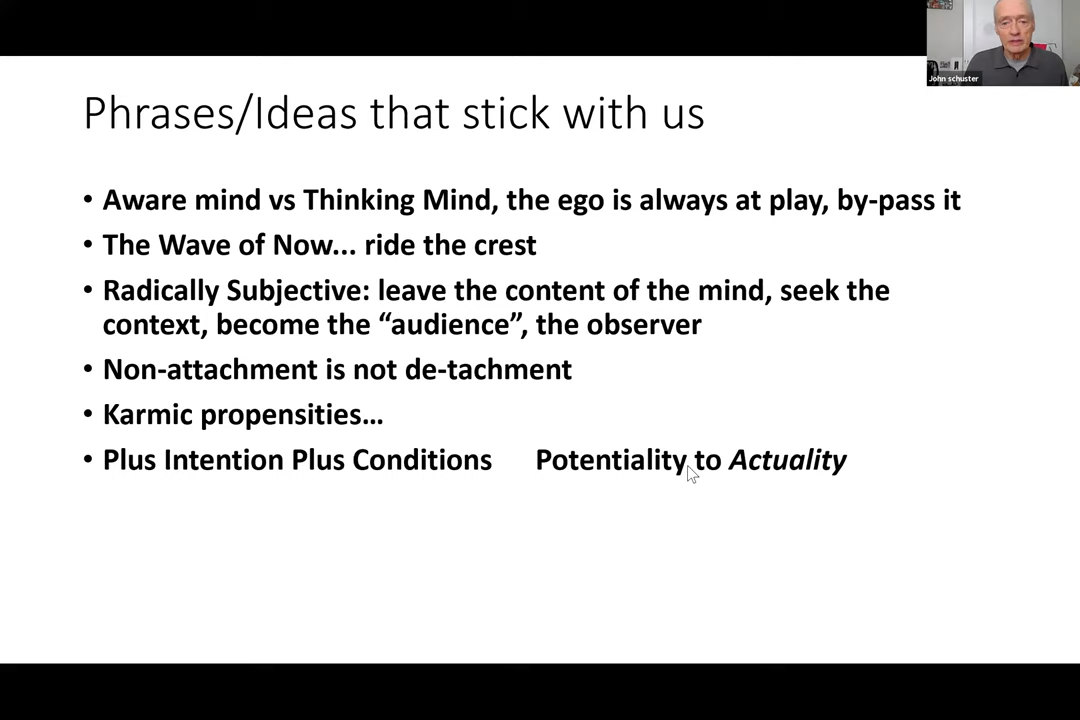 John schuster
Phrases/Ideas that stick with us
• Aware mind vs Thinking Mind, the ego is always at play, by-pass it
• The Wave of Now... ride the crest
• Radically Subjective: leave the content of the mind, seek the
context, become the “audience”, the observer
• Non-attachment is not de-tachment
• Karmic propensities…
• Plus Intention Plus Conditions Potentiality to Actuality